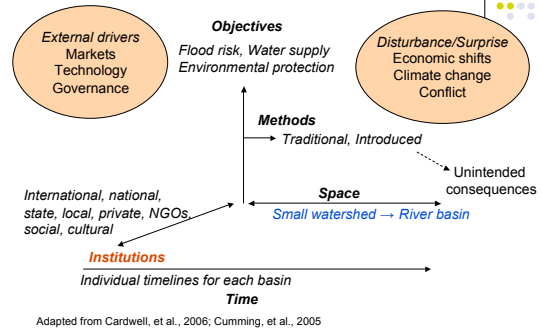 Objectives
Flood risk, Water supply
Environmental protection
External drivers
Markets
Technology
Governance
Disturbance/Surprise
Economic shifts
Climate change
Conflict
Methods
Traditional, Introduced
Unintended
consequences
International, national,
state, local, private, NGOs,
social, cultural
Space
Small watershed → River basin
Institutions
Individual timelines for each basin
Time
Adapted from Cardwell, et al., 2006; Cumming, et al., 2005